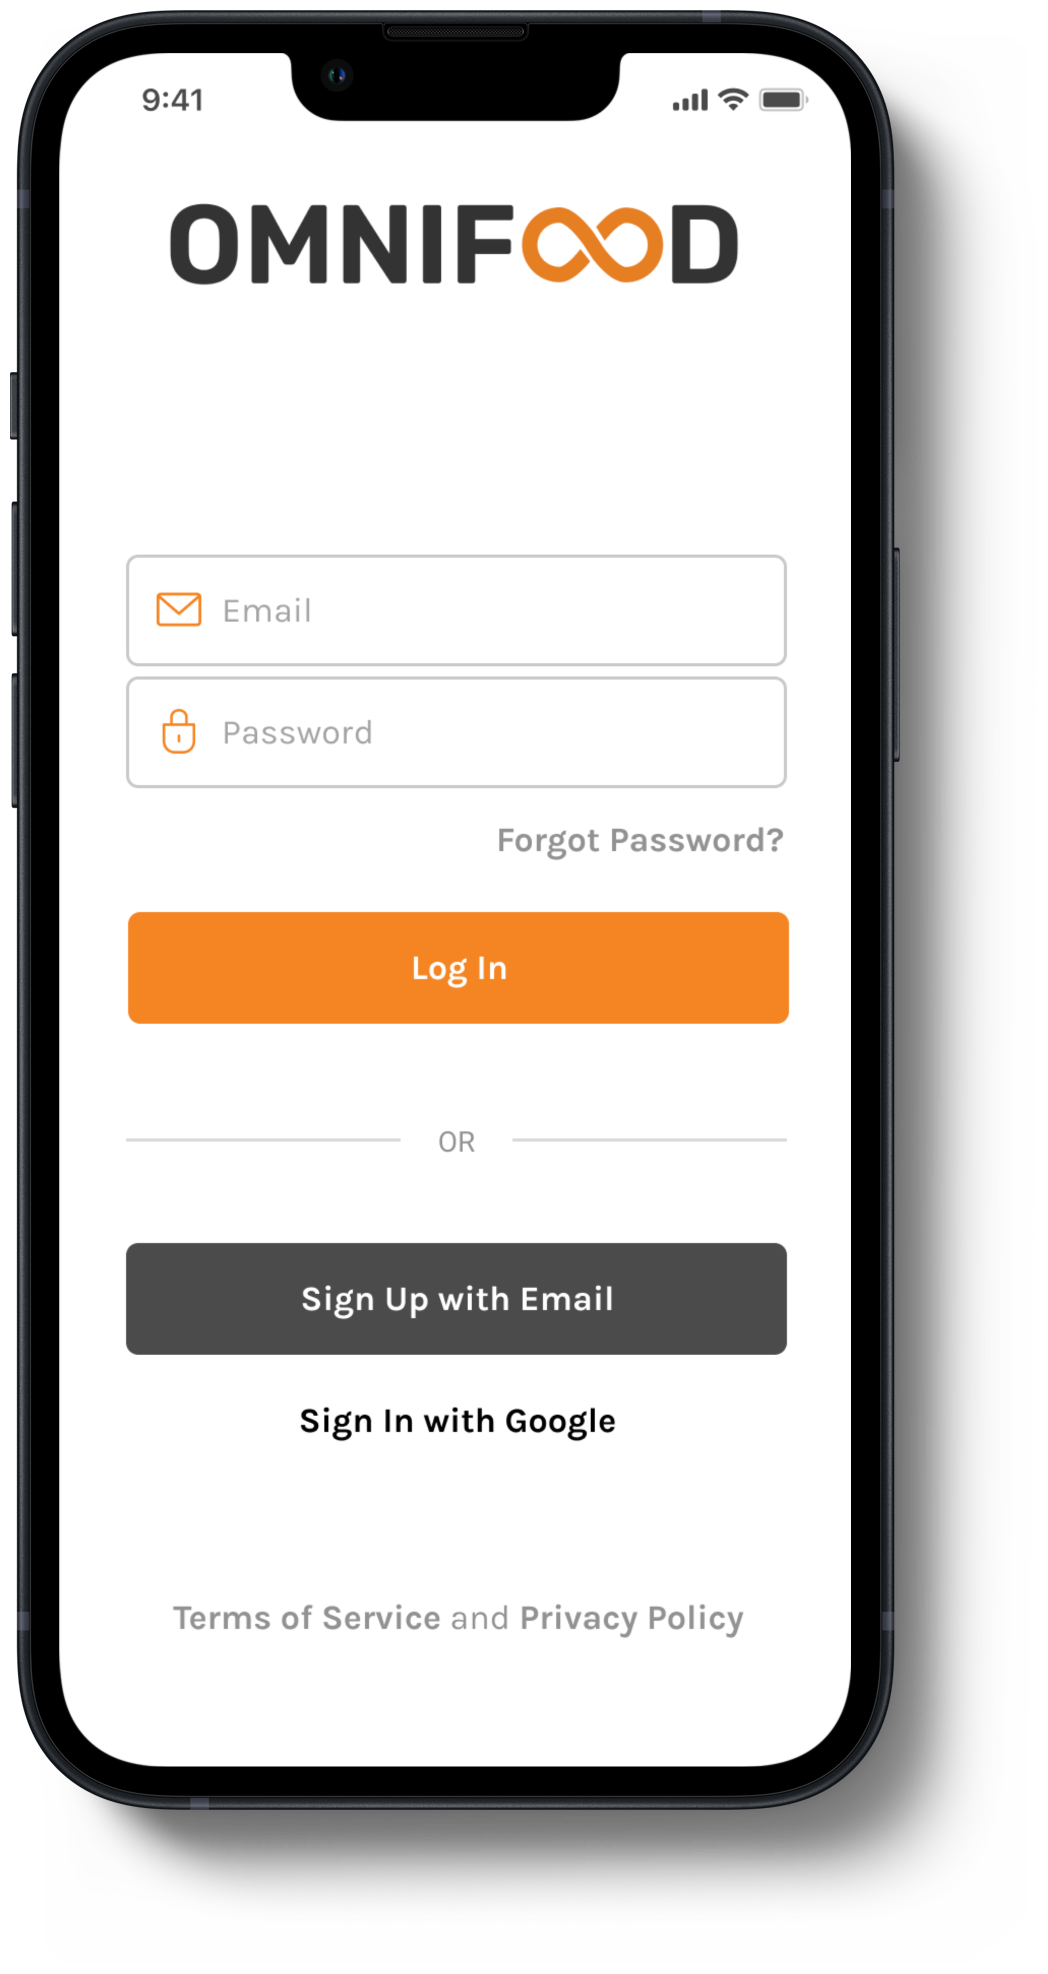 9:41
OMNIFOOD
Email
Password
Forgot Password?
Log In
OR
Sign Up with Email
Sign In with Google
Terms of Service and Privacy Policy